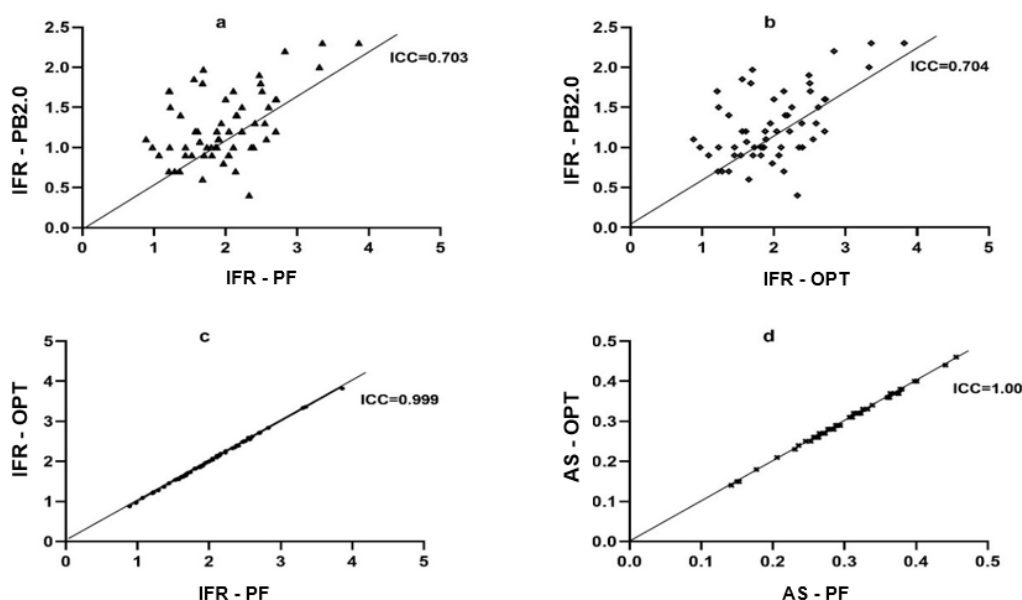 a
2.5
2.0
1.5
1.0
0.5
0.0
0 1 2 3 4 5
IFR - PB2.0
IFR - PF
ICC=0.703
b
2.5
2.0
1.5
1.0
0.5
0.0
0 1 2 3 4 5
IFR - PB2.0
IFR - OPT
ICC=0.704
c
5
4
3
2
1
0
0 1 2 3 4 5
IFR - OPT
IFR - PF
ICC=0.999
d
0.5
0.4
0.3
0.2
0.1
0.0
0.0 0.1 0.2 0.3 0.4 0.5
AS - OPT
AS - PF
ICC=1.00